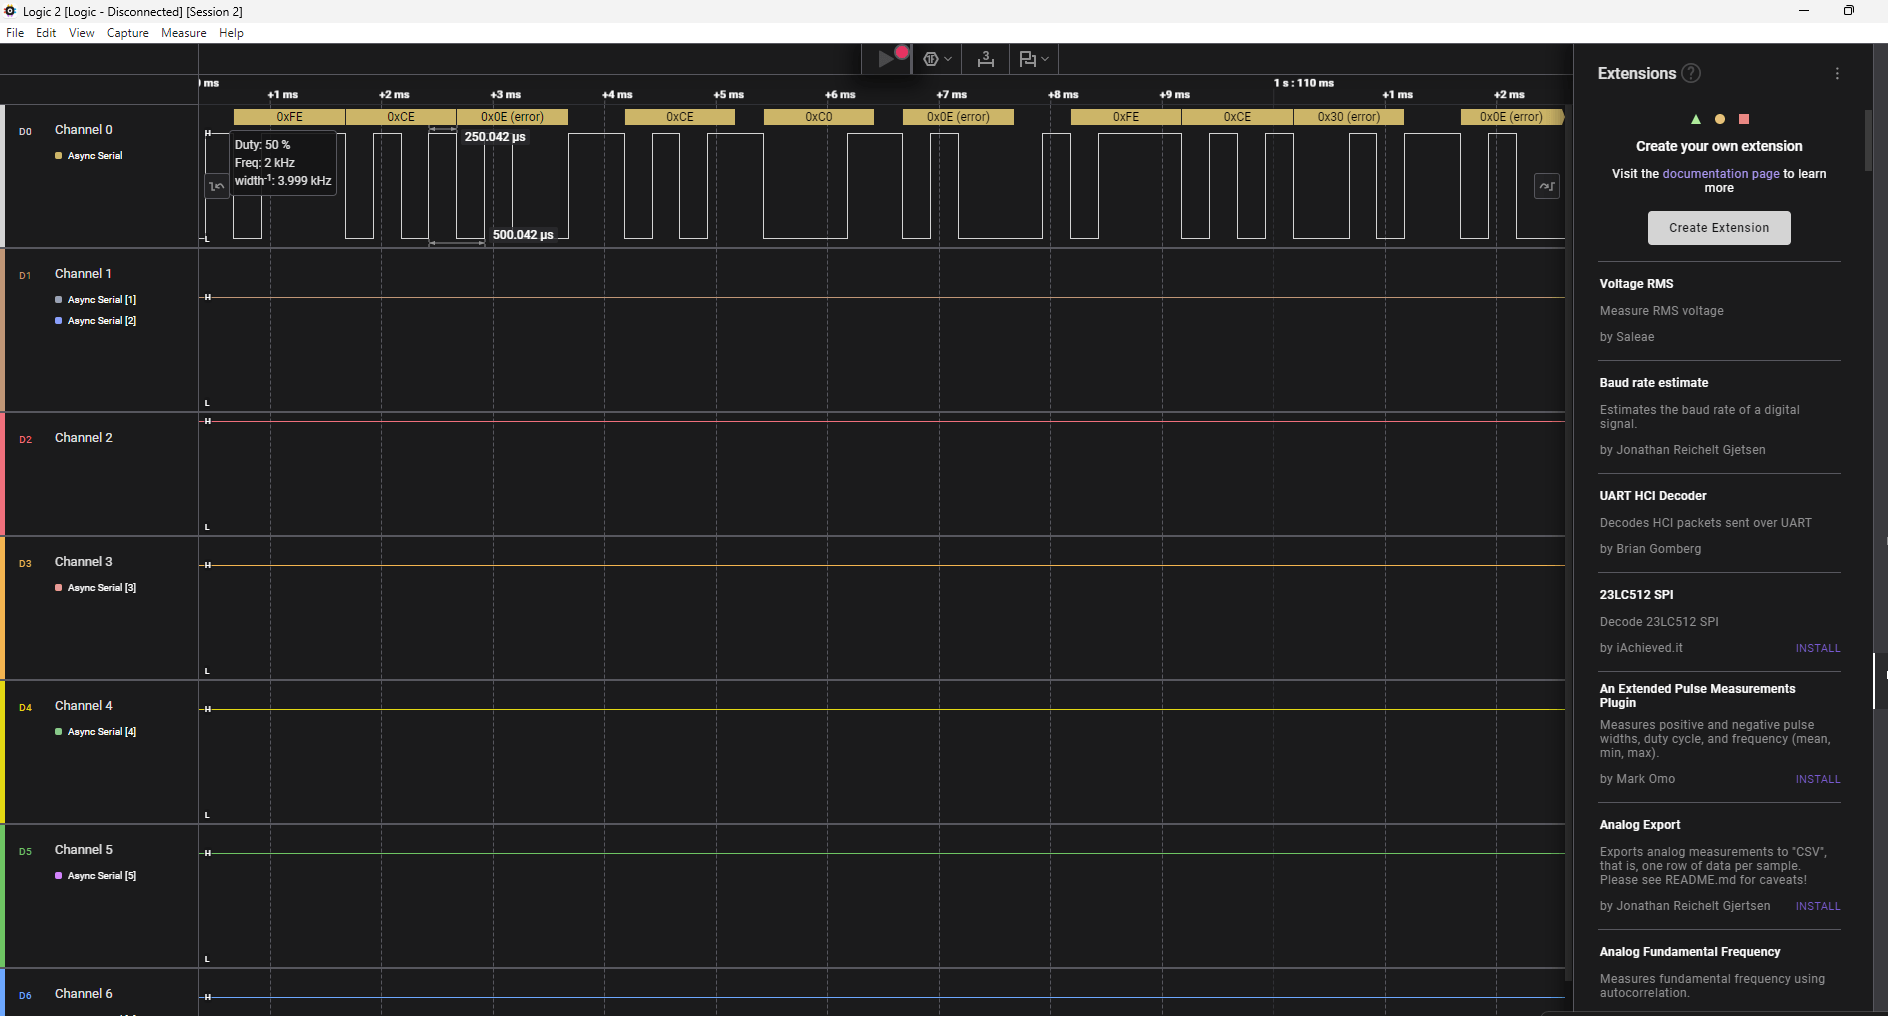 Logic 2 [Logic - Disconnected] [Session 2]
File Edit View Capture Measure Help
ms
1 s : 110 ms
+1 ms +2 ms +3 ms +4 ms +5 ms +6 ms +7 ms +8 ms +9 ms +1 ms +2 ms
0xFE 0xCE 0x0E (error) 0xCE 0xC0 0x0E (error) 0xFE 0xCE 0x30 (error) 0x0E (error)
D0 Channel 0
Async Serial
H
250.042 µs
Duty: 50 %
Freq: 2 kHz
width-1: 3.999 kHz
500.042 µs
L
D1 Channel 1
Async Serial [1]
Async Serial [2]
H
L
D2 Channel 2
H
L
D3 Channel 3
Async Serial [3]
H
L
D4 Channel 4
Async Serial [4]
H
L
D5 Channel 5
Async Serial [5]
H
L
D6 Channel 6
H
Extensions ?
Create your own extension
Visit the documentation page to learn
more
Create Extension
Voltage RMS
Measure RMS voltage
by Saleae
Baud rate estimate
Estimates the baud rate of a digital
signal.
by Jonathan Reichelt Gjetsen
UART HCI Decoder
Decodes HCI packets sent over UART
by Brian Gomberg
23LC512 SPI
Decode 23LC512 SPI
by iAchieved.it INSTALL
An Extended Pulse Measurements
Plugin
Measures positive and negative pulse
widths, duty cycle, and frequency (mean,
min, max).
by Mark Omo INSTALL
Analog Export
Exports analog measurements to "CSV",
that is, one row of data per sample.
Please see README.md for caveats!
by Jonathan Reichelt Gjertsen INSTALL
Analog Fundamental Frequency
Measures fundamental frequency using
autocorrelation.